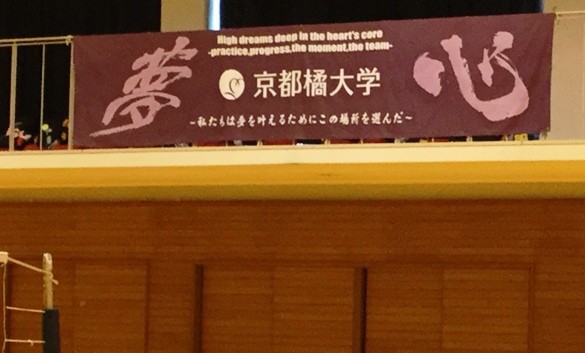 High dreams deep in the heart's core
-practice,progress,the moment,the team-
夢
京都橘大学
心
~私たちは夢を叶えるためにこの場所を選んだ~